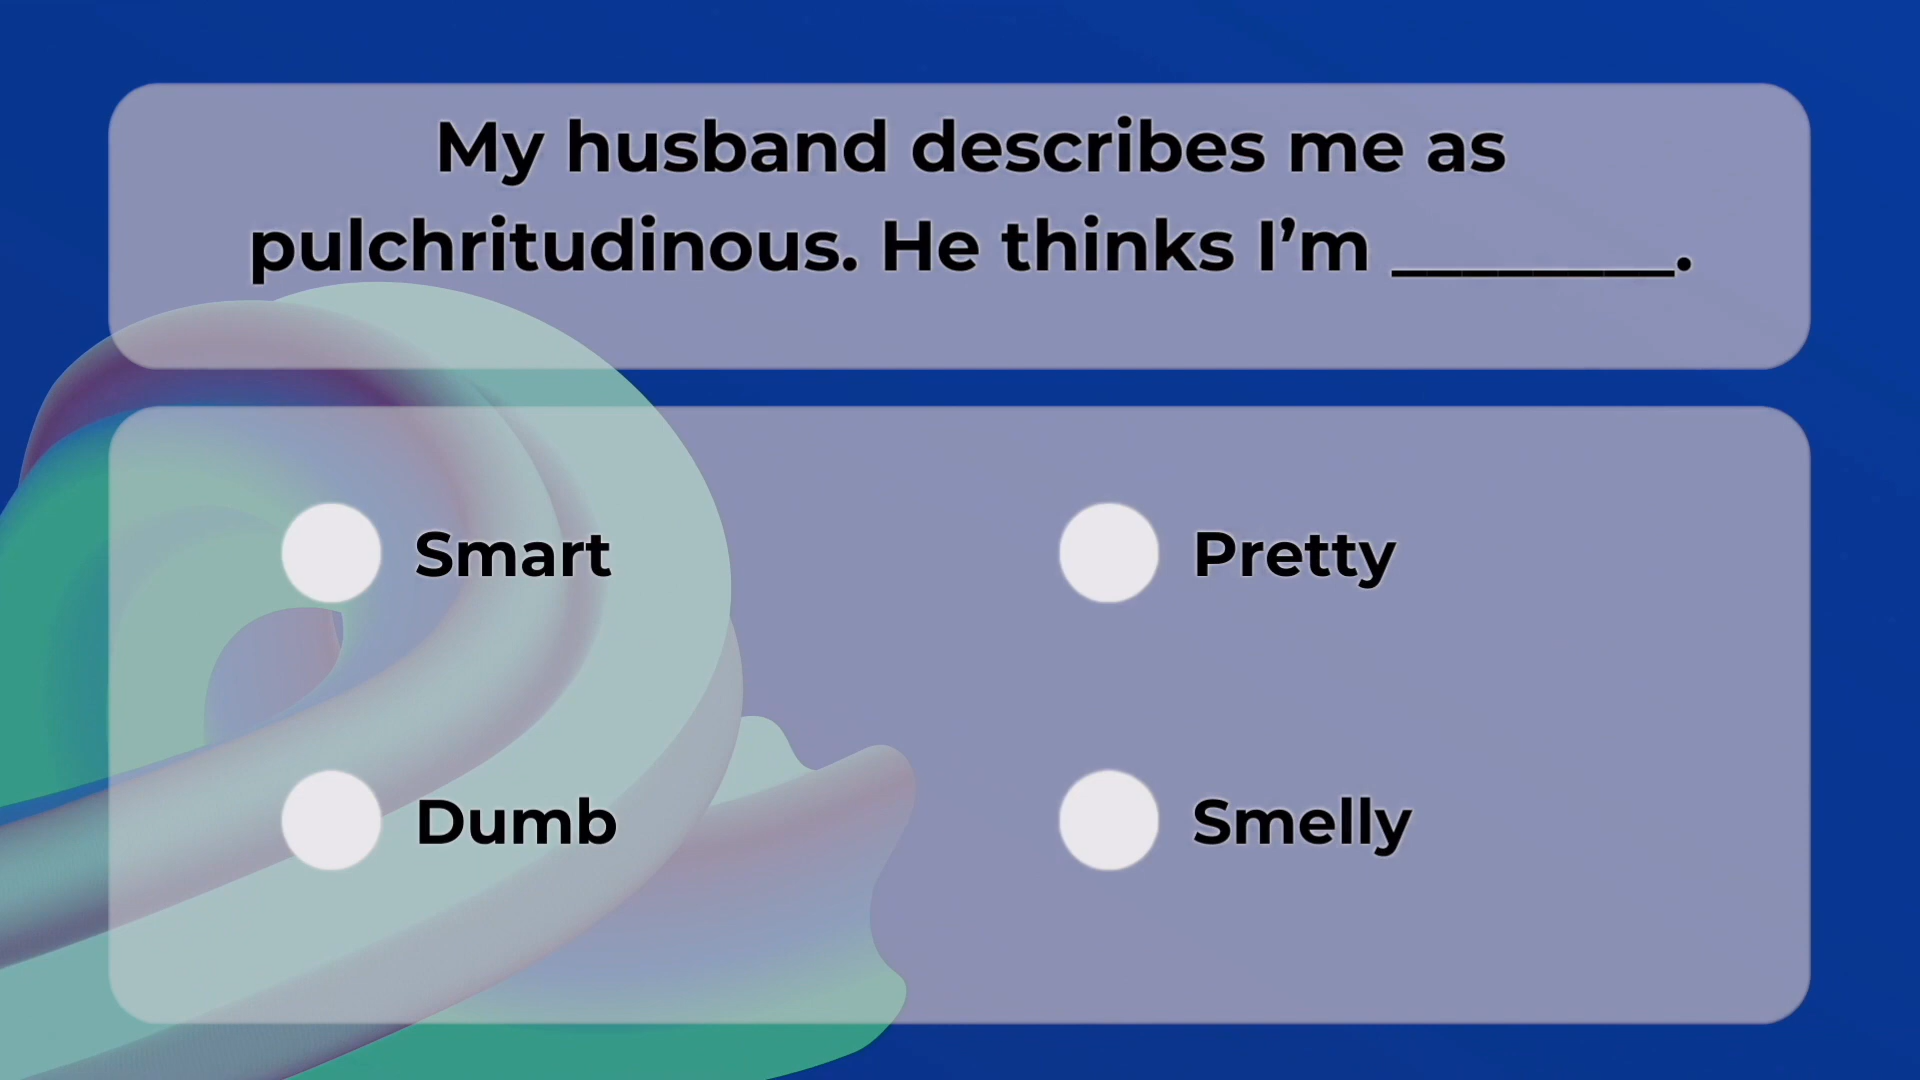 My husband describes me as
pulchritudinous. He thinks I’m ________.
Smart
Pretty
Dumb
Smelly